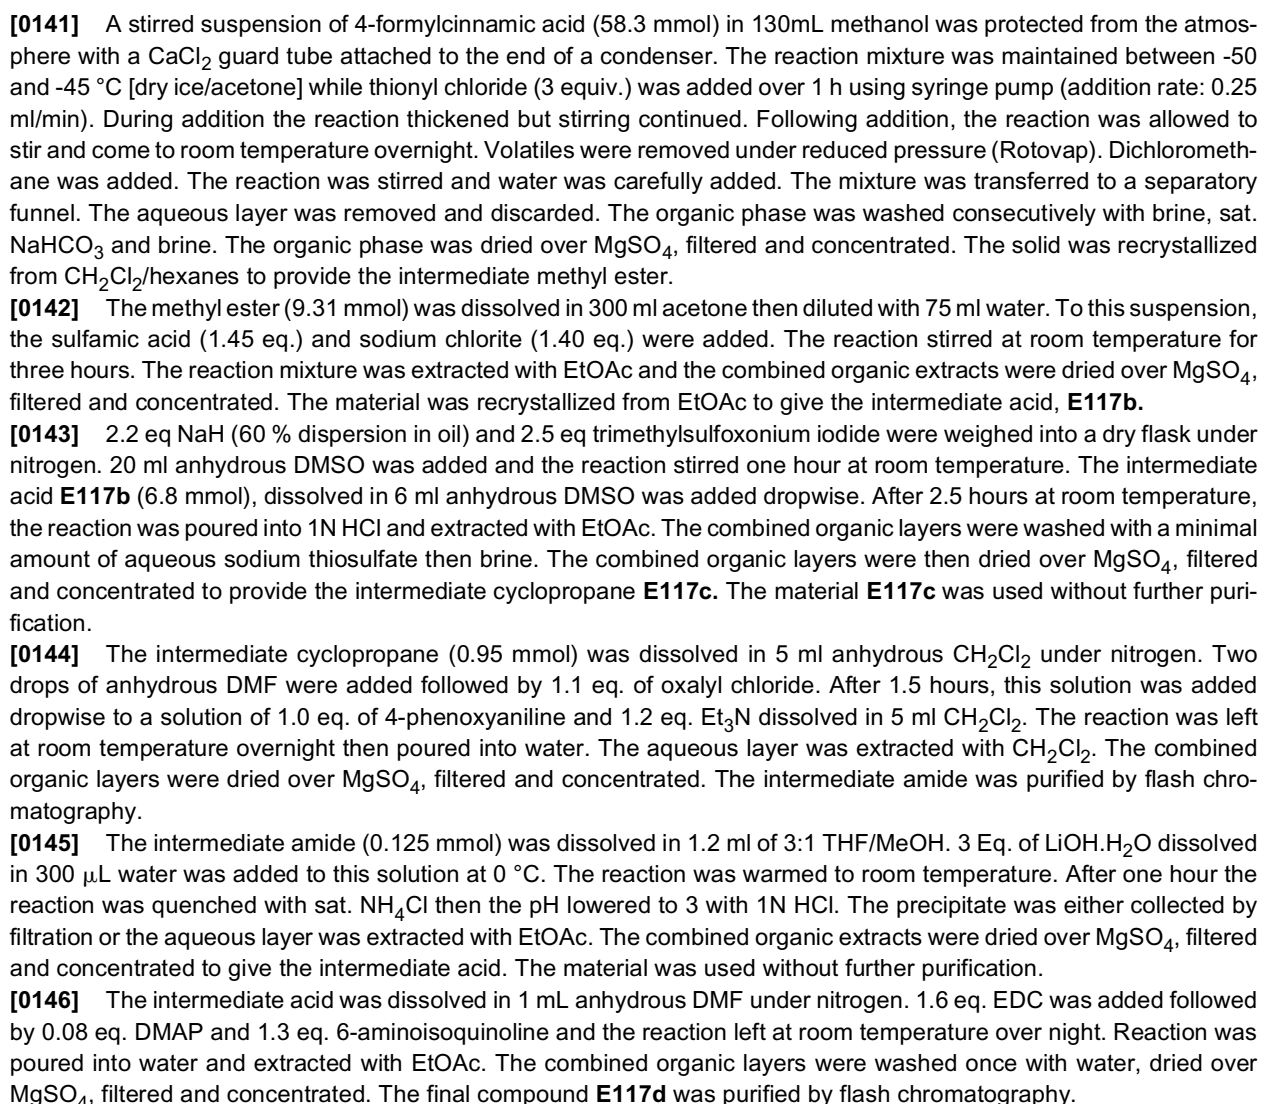 [0141] A stirred suspension of 4-formylcinnamic acid (58.3 mmol) in 130mL methanol was protected from the atmos-
phere with a CaCl2 guard tube attached to the end of a condenser. The reaction mixture was maintained between -50
and -45 °C [dry ice/acetone] while thionyl chloride (3 equiv.) was added over 1 h using syringe pump (addition rate: 0.25
ml/min). During addition the reaction thickened but stirring continued. Following addition, the reaction was allowed to
stir and come to room temperature overnight. Volatiles were removed under reduced pressure (Rotovap). Dichlorometh-
ane was added. The reaction was stirred and water was carefully added. The mixture was transferred to a separatory
funnel. The aqueous layer was removed and discarded. The organic phase was washed consecutively with brine, sat.
NaHCO3 and brine. The organic phase was dried over MgSO4, filtered and concentrated. The solid was recrystallized
from CH2Cl2/hexanes to provide the intermediate methyl ester.
[0142] The methyl ester (9.31 mmol) was dissolved in 300 ml acetone then diluted with 75 ml water. To this suspension,
the sulfamic acid (1.45 eq.) and sodium chlorite (1.40 eq.) were added. The reaction stirred at room temperature for
three hours. The reaction mixture was extracted with EtOAc and the combined organic extracts were dried over MgSO4,
filtered and concentrated. The material was recrystallized from EtOAc to give the intermediate acid, E117b.
[0143] 2.2 eq NaH (60 % dispersion in oil) and 2.5 eq trimethylsulfoxonium iodide were weighed into a dry flask under
nitrogen. 20 ml anhydrous DMSO was added and the reaction stirred one hour at room temperature. The intermediate
acid E117b (6.8 mmol), dissolved in 6 ml anhydrous DMSO was added dropwise. After 2.5 hours at room temperature,
the reaction was poured into 1N HCl and extracted with EtOAc. The combined organic layers were washed with a minimal
amount of aqueous sodium thiosulfate then brine. The combined organic layers were then dried over MgSO4, filtered
and concentrated to provide the intermediate cyclopropane E117c. The material E117c was used without further puri-
fication.
[0144] The intermediate cyclopropane (0.95 mmol) was dissolved in 5 ml anhydrous CH2Cl2 under nitrogen. Two
drops of anhydrous DMF were added followed by 1.1 eq. of oxalyl chloride. After 1.5 hours, this solution was added
dropwise to a solution of 1.0 eq. of 4-phenoxyaniline and 1.2 eq. Et3N dissolved in 5 ml CH2Cl2. The reaction was left
at room temperature overnight then poured into water. The aqueous layer was extracted with CH2Cl2. The combined
organic layers were dried over MgSO4, filtered and concentrated. The intermediate amide was purified by flash chro-
matography.
[0145] The intermediate amide (0.125 mmol) was dissolved in 1.2 ml of 3:1 THF/MeOH. 3 Eq. of LiOH.H2O dissolved
in 300 µL water was added to this solution at 0 °C. The reaction was warmed to room temperature. After one hour the
reaction was quenched with sat. NH4Cl then the pH lowered to 3 with 1N HCl. The precipitate was either collected by
filtration or the aqueous layer was extracted with EtOAc. The combined organic extracts were dried over MgSO4, filtered
and concentrated to give the intermediate acid. The material was used without further purification.
[0146] The intermediate acid was dissolved in 1 mL anhydrous DMF under nitrogen. 1.6 eq. EDC was added followed
by 0.08 eq. DMAP and 1.3 eq. 6-aminoisoquinoline and the reaction left at room temperature over night. Reaction was
poured into water and extracted with EtOAc. The combined organic layers were washed once with water, dried over
MgSO4, filtered and concentrated. The final compound E117d was purified by flash chromatography.